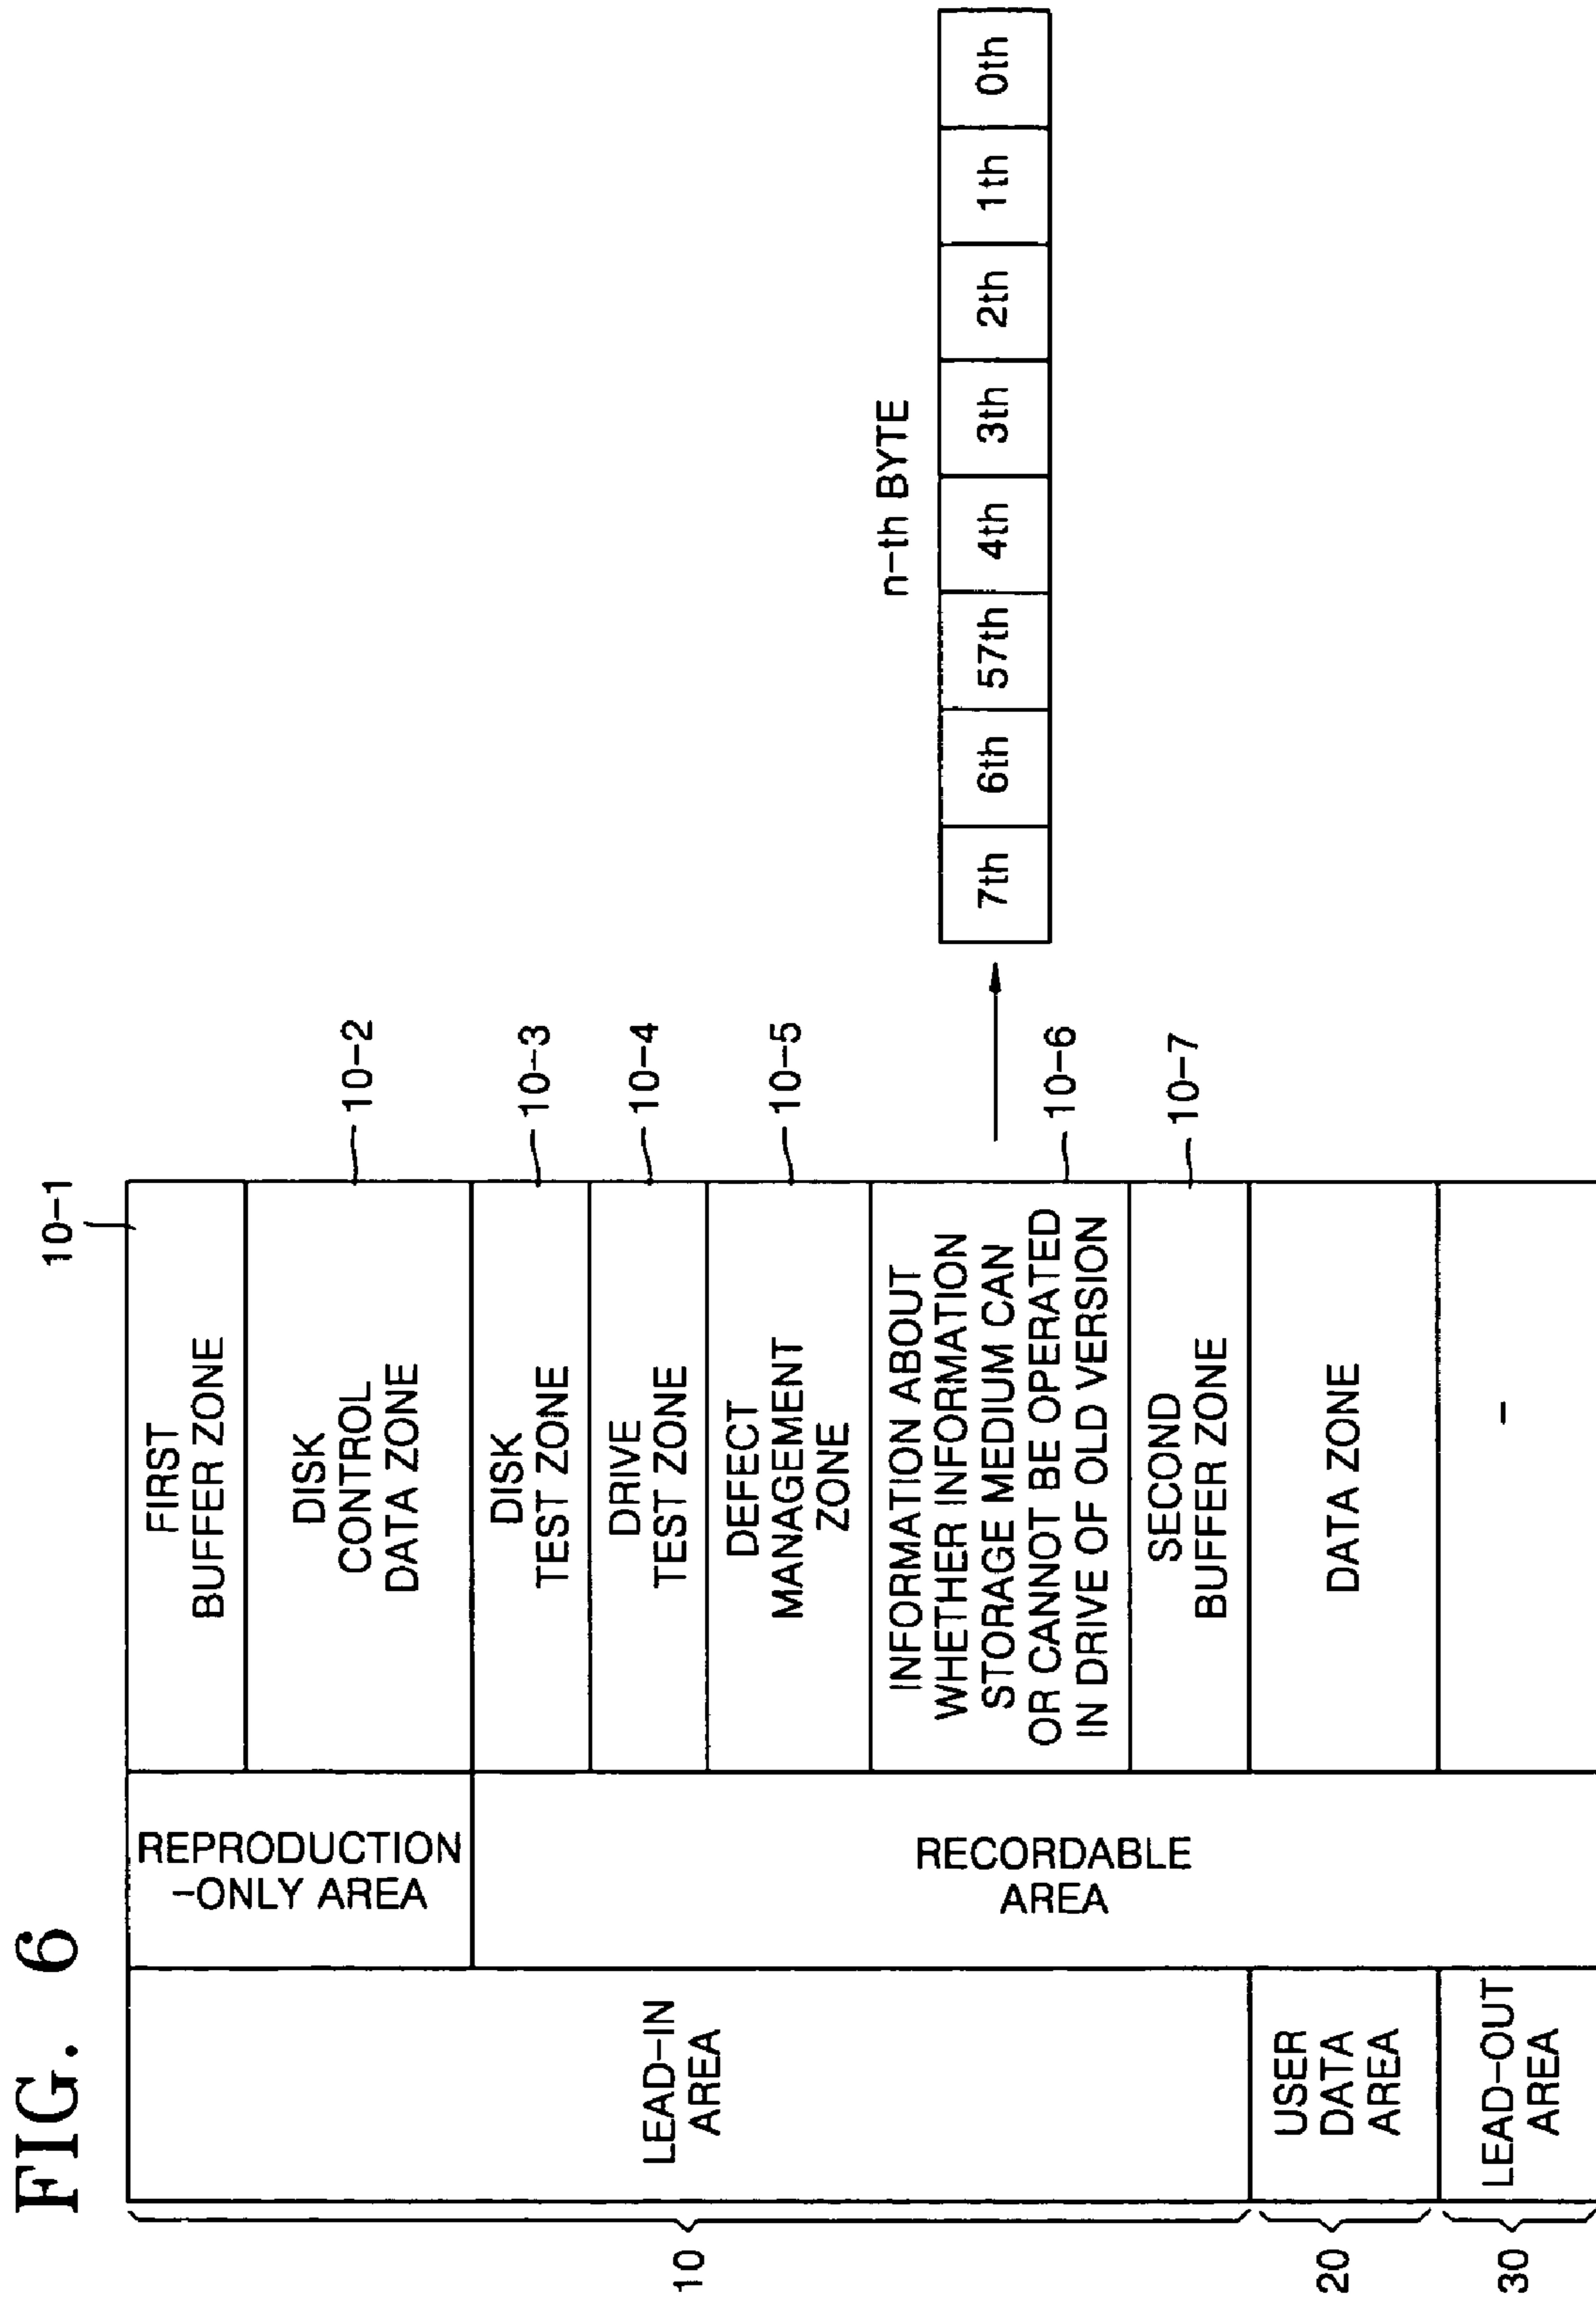 FIG. 6
10
LEAD-IN
AREA
20
USER
DATA
AREA
30
LEAD-OUT
AREA
REPRODUCTION
-ONLY AREA
RECORDABLE
AREA
FIRST
BUFFER ZONE
10-1
DISK
CONTROL
DATA ZONE
10-2
DISK
TEST ZONE
10-3
DRIVE
TEST ZONE
10-4
DEFECT
MANAGEMENT
ZONE
10-5
INFORMATION ABOUT
WHETHER INFORMATION
STORAGE MEDIUM CAN
OR CANNOT BE OPERATED
IN DRIVE OF OLD VERSION
10-6
SECOND
BUFFER ZONE
10-7
DATA ZONE
-
n-th BYTE
7th 6th 57th 4th 3th 2th 1th 0th